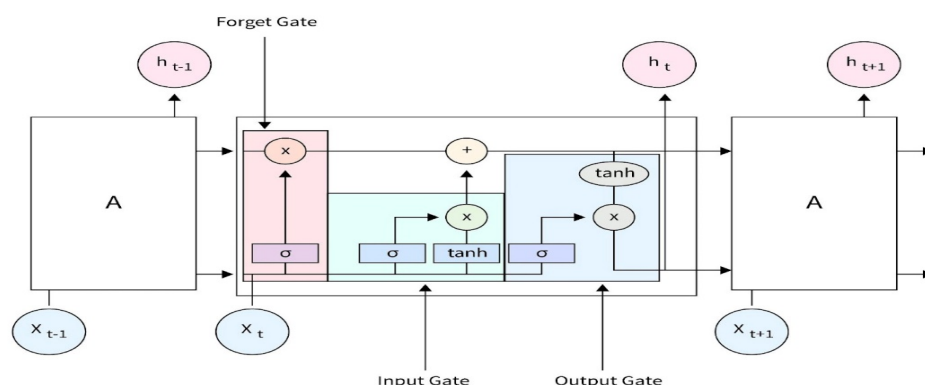 Forget Gate
h t-1
h t
h t+1
A
x
+
tanh
x
x
σ
σ
tanh
σ
A
X t-1
X t
X t+1
Input Gate
Output Gate